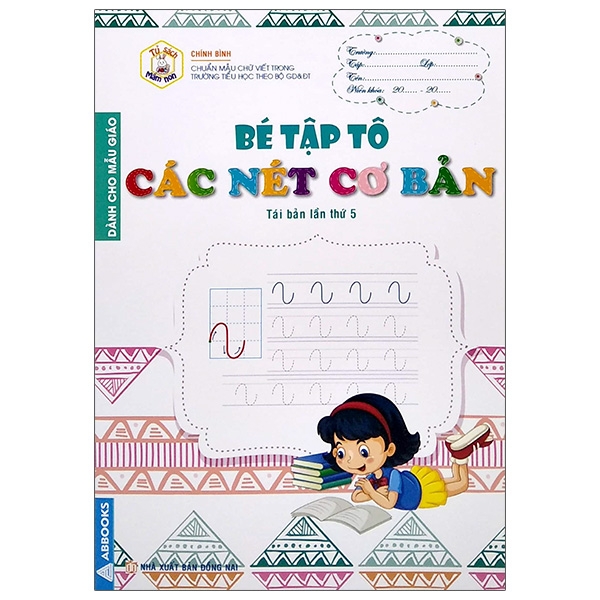 Tủ sách
Mầm non
CHÍNH BÌNH
CHUẨN MẪU CHỮ VIẾT TRONG
TRƯỜNG TIỂU HỌC THEO BỘ GD&ĐT
Trường:
Tập: Lớp:
Tên:
Niên khóa: 20...... - 20......
DÀNH CHO MẪU GIÁO
BÉ TẬP TÔ
CÁC NÉT CƠ BẢN
Tái bản lần thứ 5
ABBOOKS
NHÀ XUẤT BẢN ĐỒNG NAI